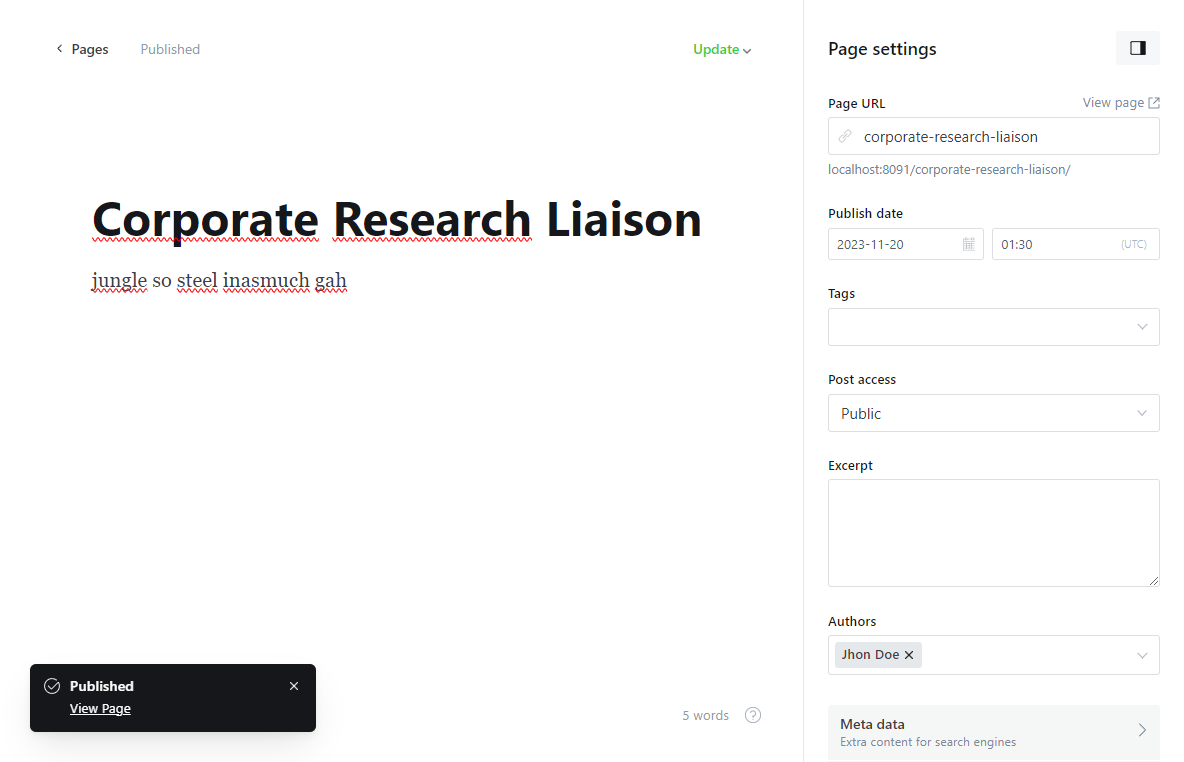 Pages
Published
Update
Corporate Research Liaison
jungle so steel inasmuch gah
Published
View Page
5 words
?
Page settings
Page URL
View page
corporate-research-liaison
localhost:8091/corporate-research-liaison/
Publish date
2023-11-20
01:30
(UTC)
Tags
Post access
Public
Excerpt
Authors
Jhon Doe
Meta data
Extra content for search engines